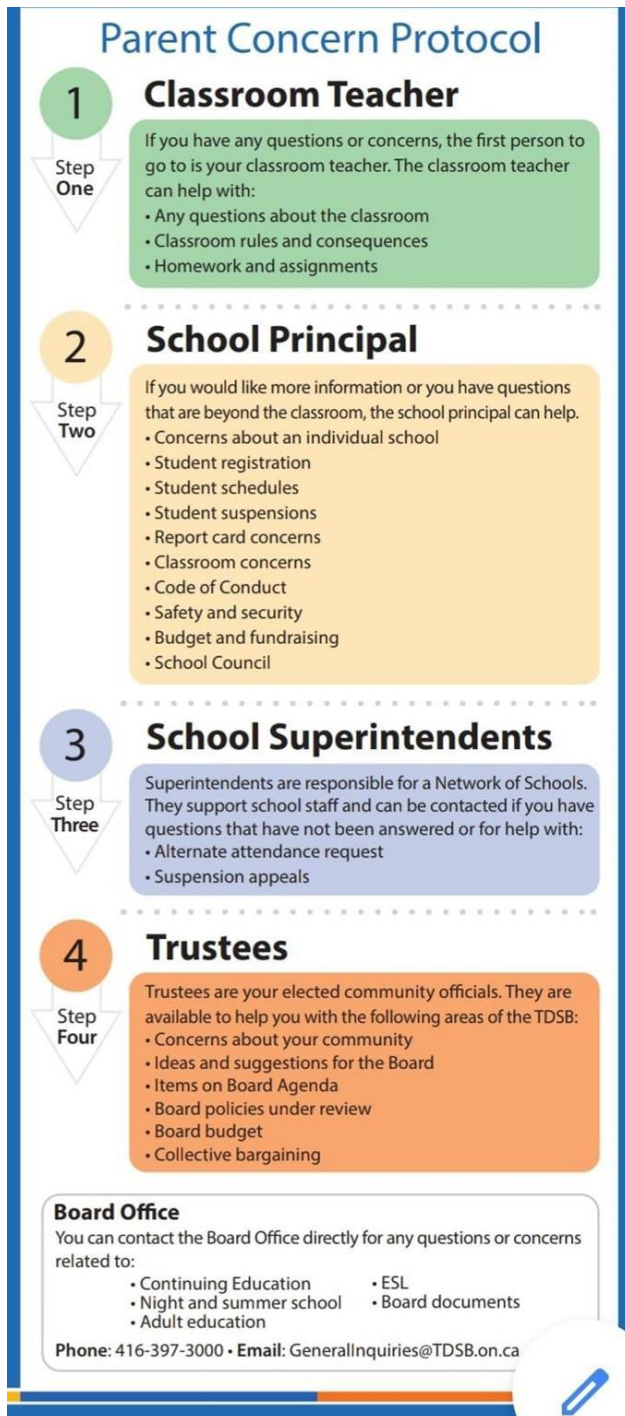 Parent Concern Protocol
1
Step
One
Classroom Teacher
If you have any questions or concerns, the first person to
go to is your classroom teacher. The classroom teacher
can help with:
• Any questions about the classroom
• Classroom rules and consequences
• Homework and assignments
2
Step
Two
School Principal
If you would like more information or you have questions
that are beyond the classroom, the school principal can help.
• Concerns about an individual school
• Student registration
• Student schedules
• Student suspensions
• Report card concerns
• Classroom concerns
• Code of Conduct
• Safety and security
• Budget and fundraising
• School Council
3
Step
Three
School Superintendents
Superintendents are responsible for a Network of Schools.
They support school staff and can be contacted if you have
questions that have not been answered or for help with:
• Alternate attendance request
• Suspension appeals
4
Step
Four
Trustees
Trustees are your elected community officials. They are
available to help you with the following areas of the TDSB:
• Concerns about your community
• Ideas and suggestions for the Board
• Items on Board Agenda
• Board policies under review
• Board budget
• Collective bargaining
Board Office
You can contact the Board Office directly for any questions or concerns
related to:
• Continuing Education
• Night and summer school
• Adult education
• ESL
• Board documents
Phone: 416-397-3000 • Email: GeneralInquiries@TDSB.on.ca